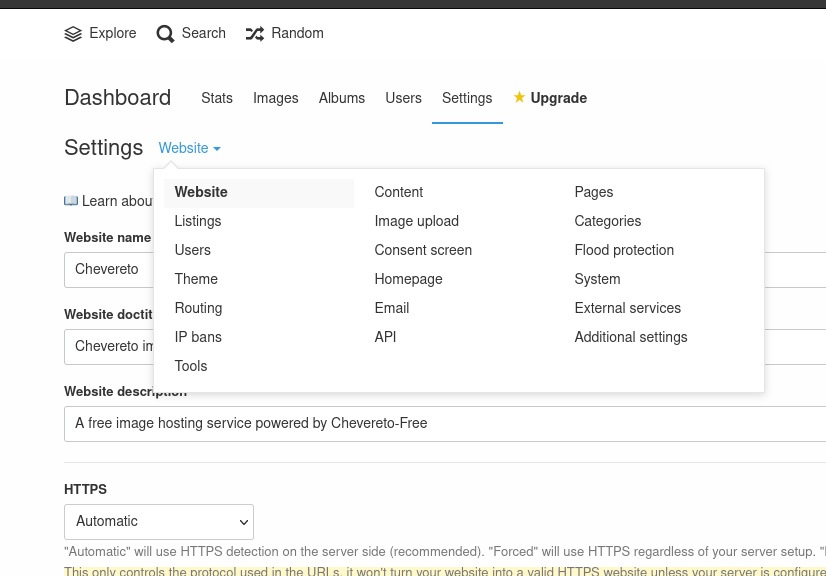 Explore Search Random
Dashboard Stats Images Albums Users Settings Upgrade
Settings Website
Website Content Pages
Learn abou
Listings Image upload Categories
Website name
Users Consent screen Flood protection
Chevereto
Theme Homepage System
Website doctit
Routing Email External services
Chevereto im
IP bans API Additional settings
Tools
Website description
A free image hosting service powered by Chevereto-Free
HTTPS
Automatic
"Automatic" will use HTTPS detection on the server side (recommended). "Forced" will use HTTPS regardless of your server setup. "
This only controls the protocol used in the URLs, it won't turn your website into a valid HTTPS website unless your server is configure